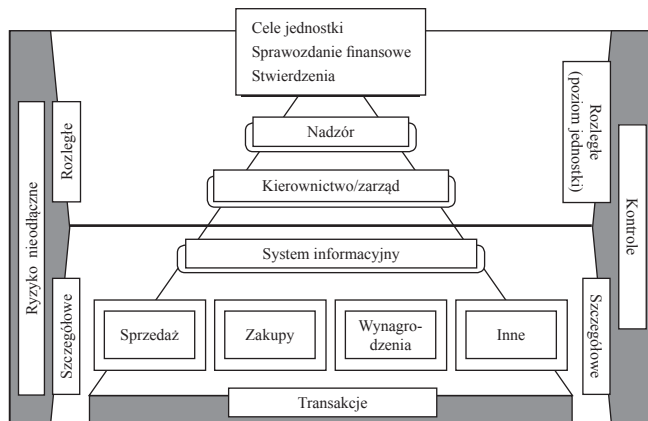 Cele jednostki
Sprawozdanie finansowe
Stwierdzenia
Nadzór
Kierownictwo/zarząd
System informacyjny
Sprzedaż
Zakupy
Wynagro-
dzenia
Inne
Transakcje
Ryzyko nieodłączne
Rozległe
Szczegółowe
Rozległe
(poziom jednostki)
Szczegółowe
Kontrole